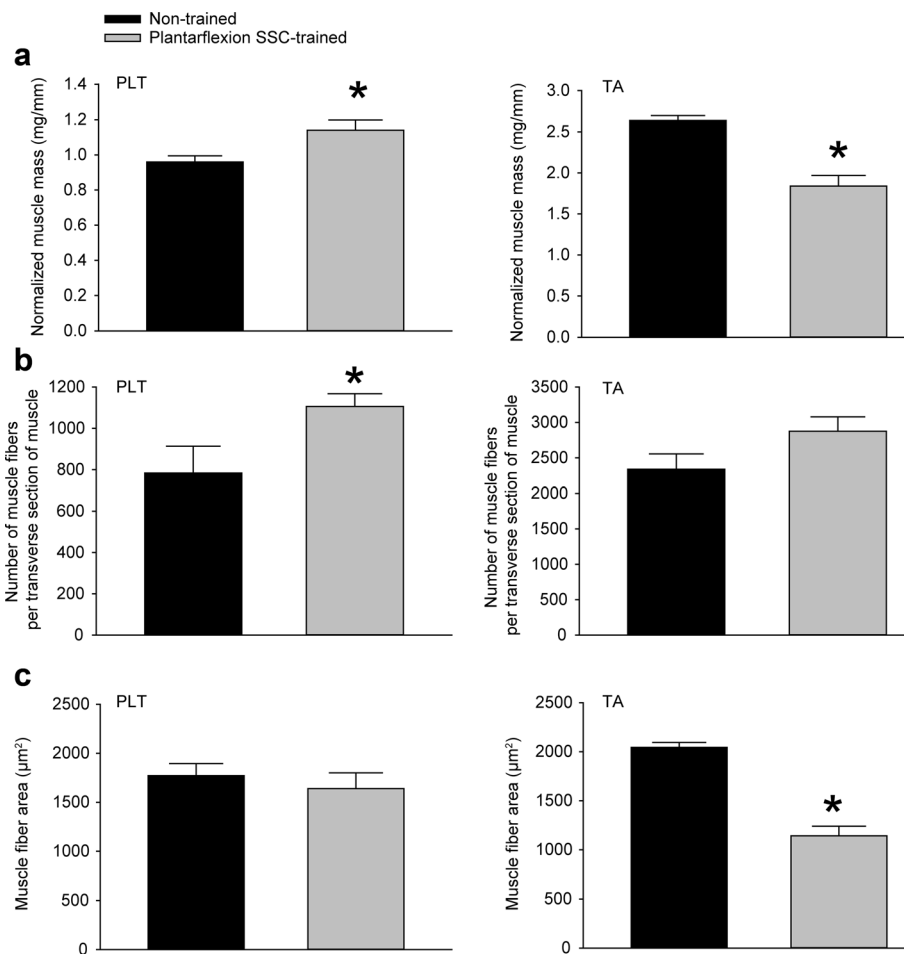 Non-trained
Plantarflexion SSC-trained
a
PLT
Normalized muscle mass (mg/mm)
1.4
1.2
1.0
0.8
0.6
0.4
0.2
0.0
*
TA
Normalized muscle mass (mg/mm)
3.0
2.5
2.0
1.5
1.0
0.5
0.0
*
b
PLT
Number of muscle fibers
per transverse section of muscle
1200
1000
800
600
400
200
0
*
TA
Number of muscle fibers
per transverse section of muscle
3500
3000
2500
2000
1500
1000
500
0
c
PLT
Muscle fiber area (µm²)
2500
2000
1500
1000
500
0
TA
Muscle fiber area (µm²)
2500
2000
1500
1000
500
0
*